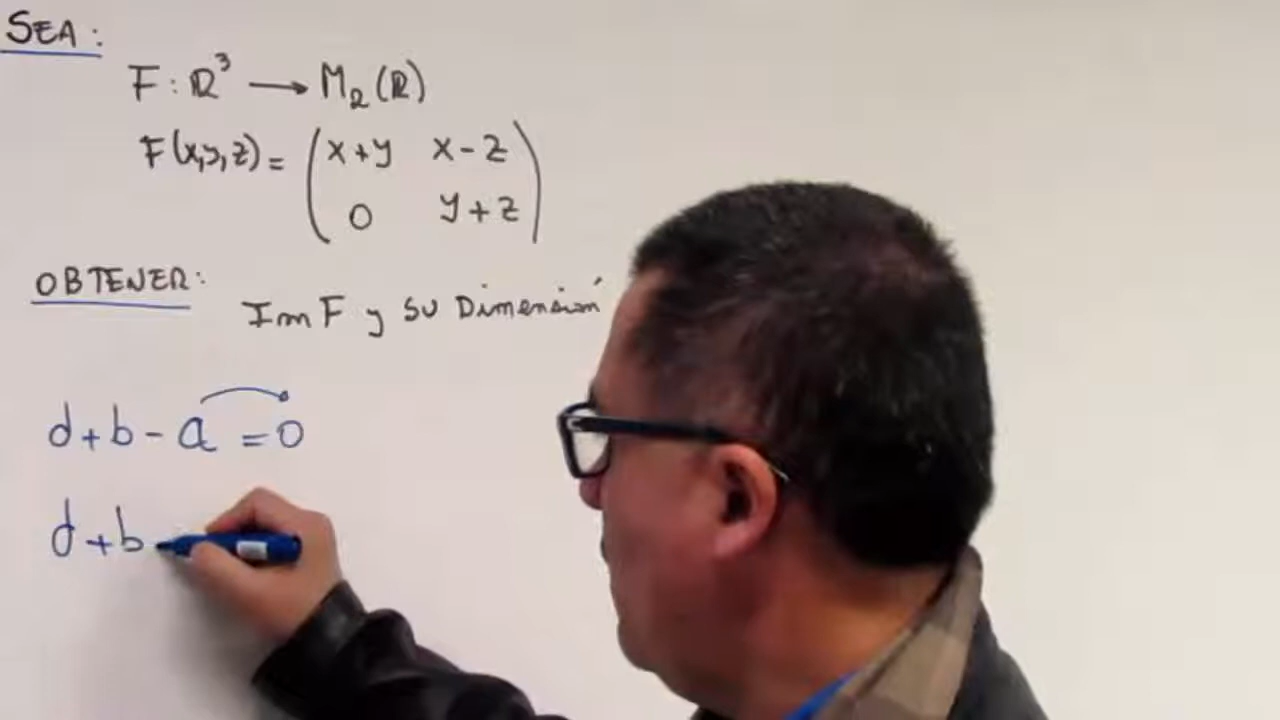 SEA:
F: ℝ³ → M₂(ℝ)
F(x,y,z) = ( x+y x-z
0 y+z )
OBTENER:
Im F y su Dimensión
d+b-a = 0
d+b